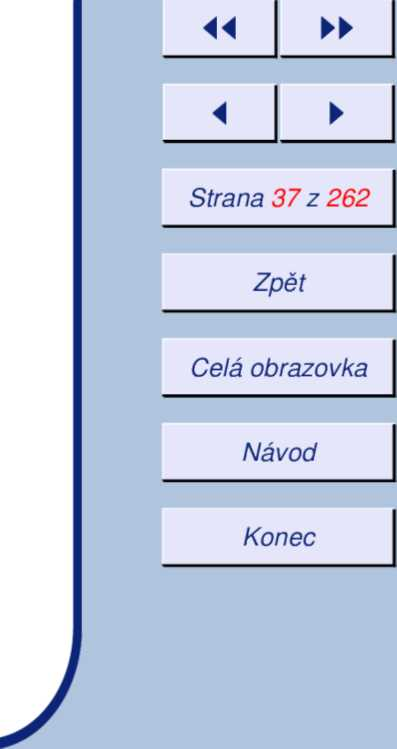 Strana 37 z 262
Zpět
Celá obrazovka
Návod
Konec